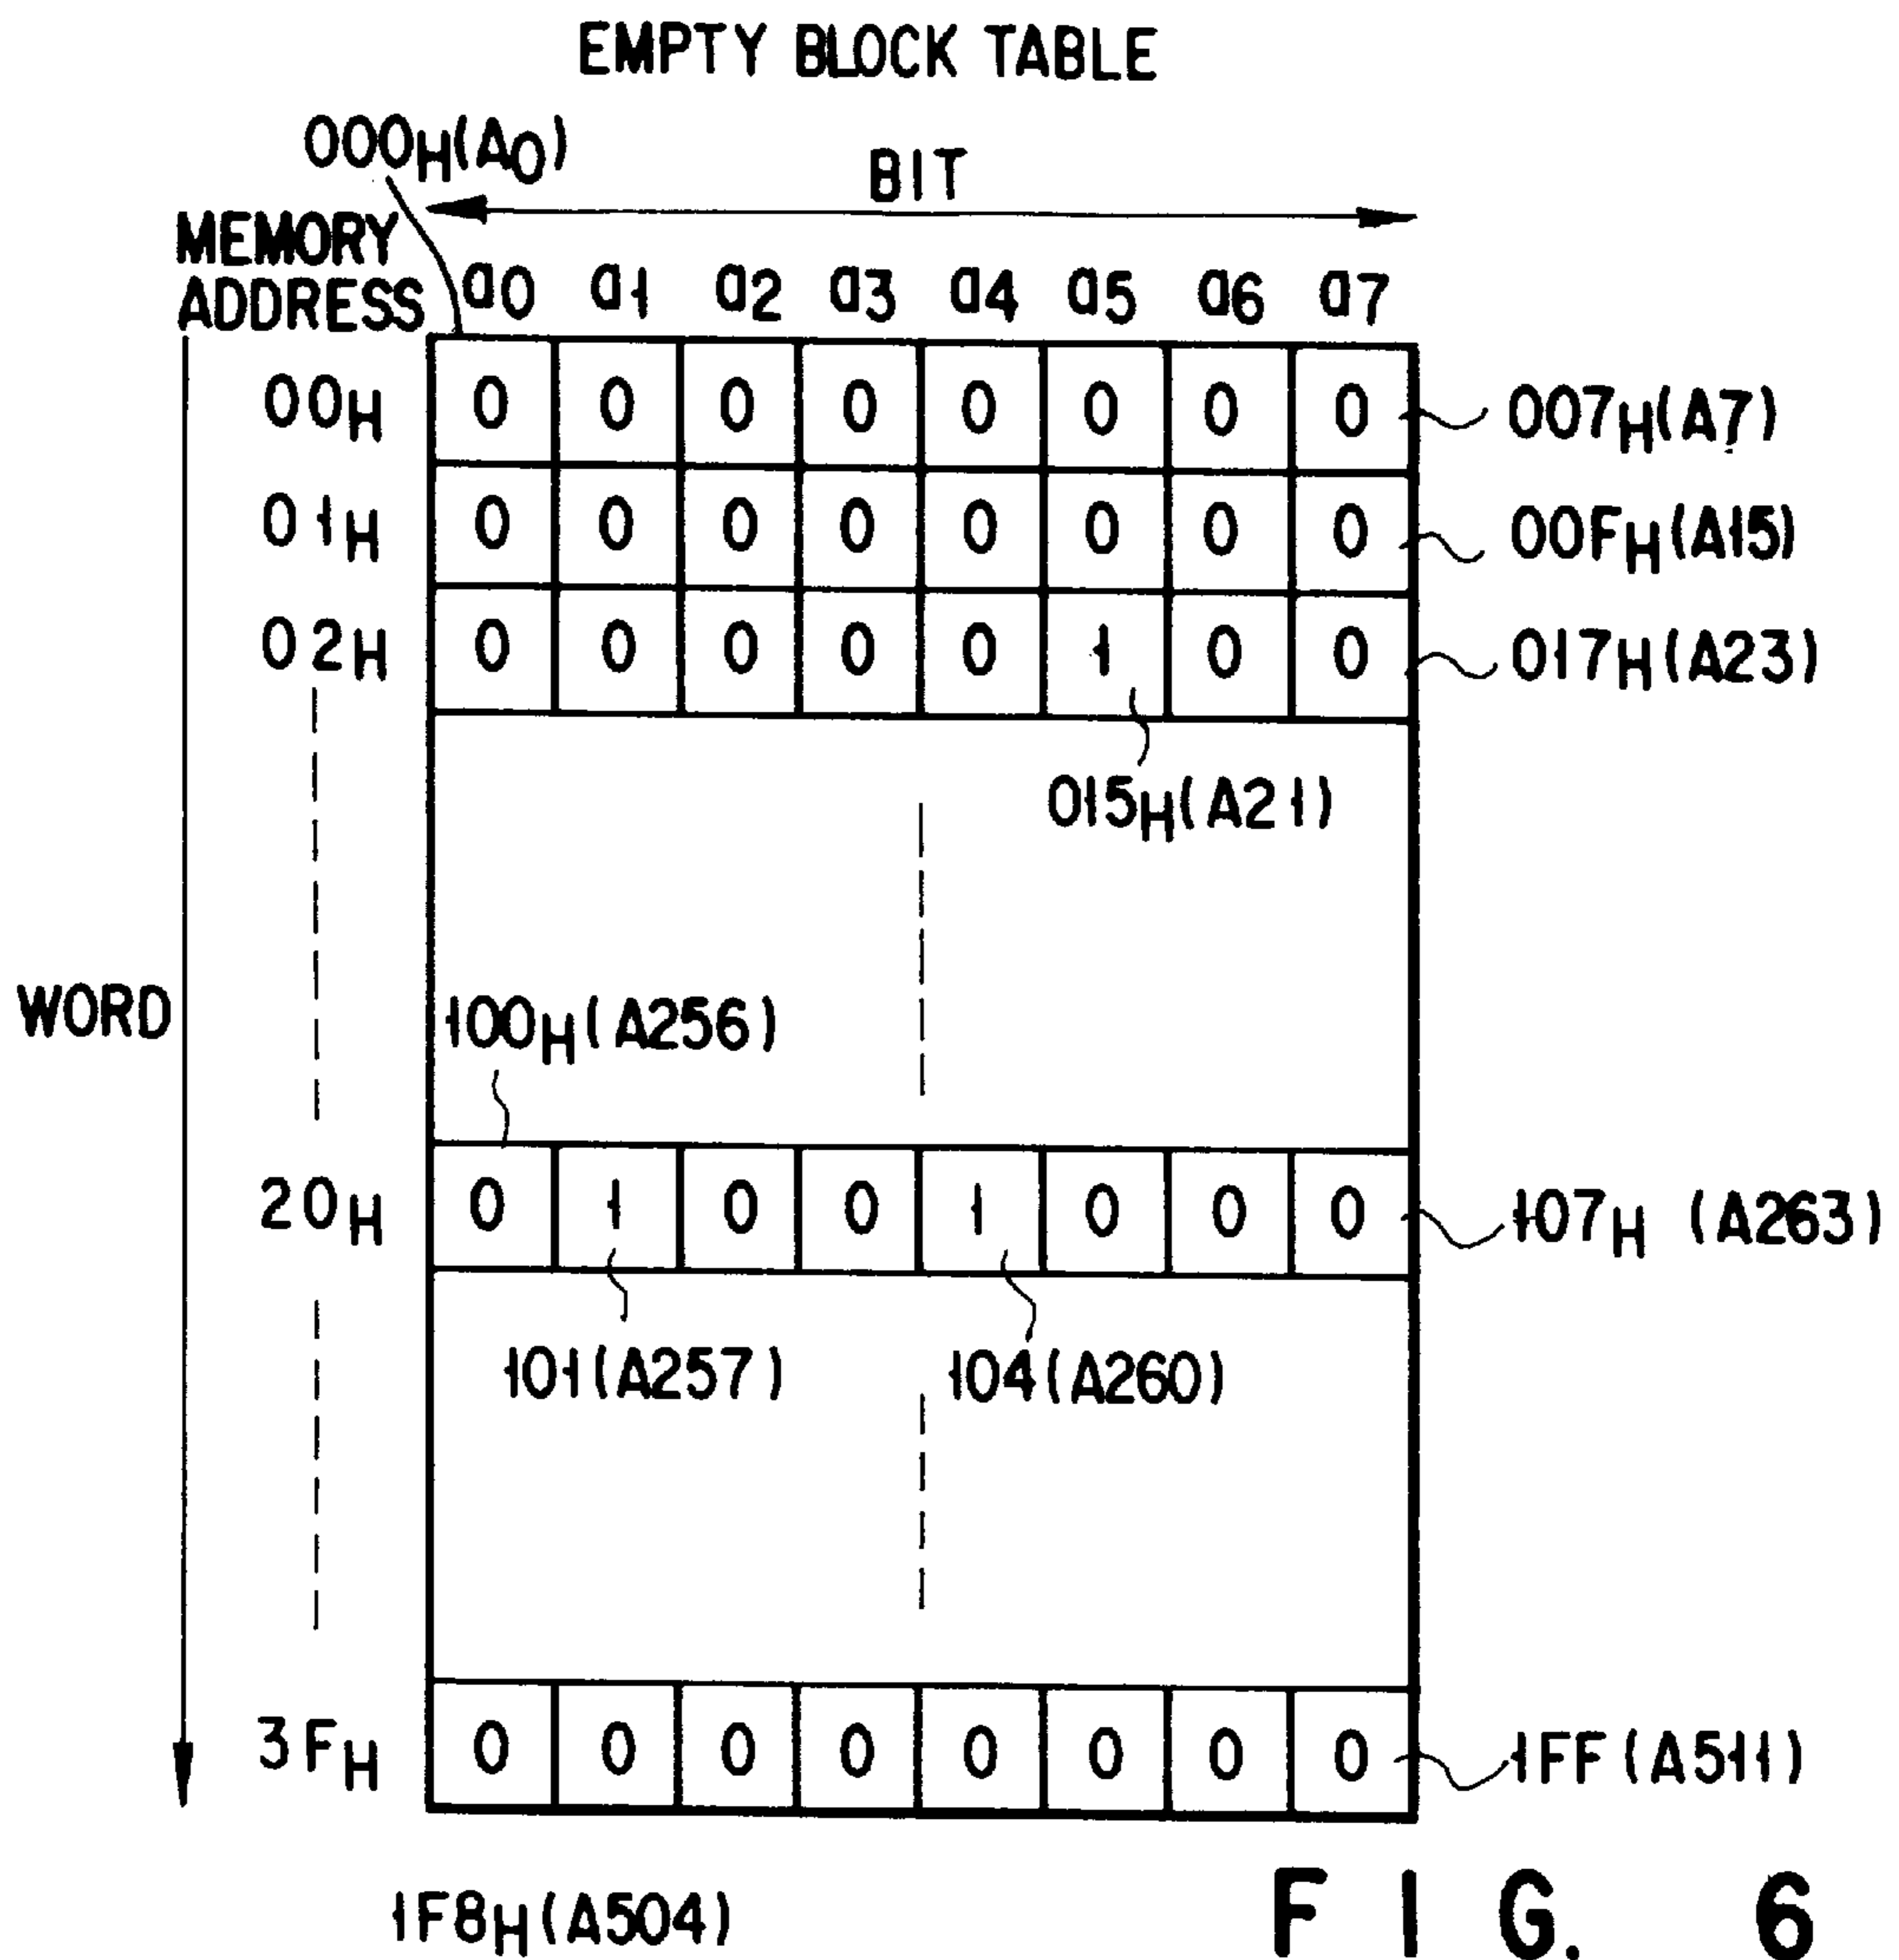 EMPTY BLOCK TABLE
000H(A0)
BIT
MEMORY
ADDRESS
a0 a1 a2 a3 a4 a5 a6 a7
00H 0 0 0 0 0 0 0 0 007H(A7)
01H 0 0 0 0 0 0 0 0 00FH(A15)
02H 0 0 0 0 0 1 0 0 017H(A23)
015H(A21)
WORD
100H(A256)
20H 0 1 0 0 1 0 0 0 107H (A263)
101(A257) 104(A260)
3FH 0 0 0 0 0 0 0 0 1FF(A511)
1F8H(A504)
FIG. 6